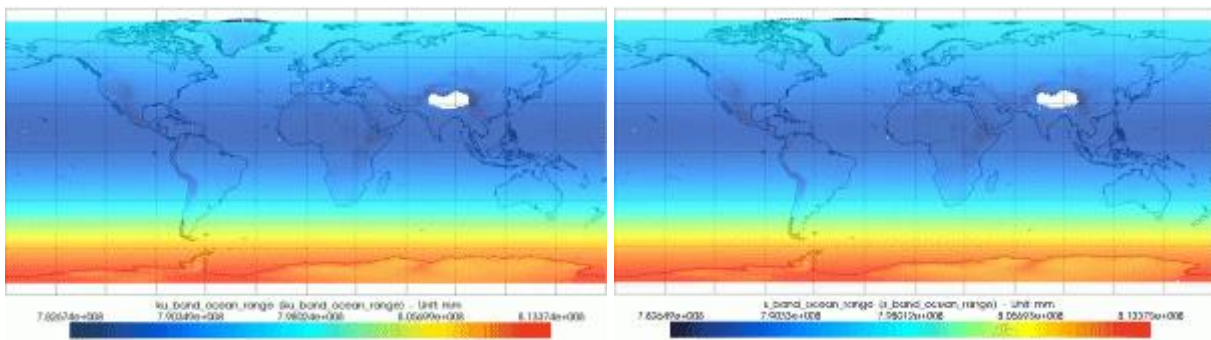 ku_band_ocean_range (ku_band_ocean_range) - Unit mm
7.82674e+008 7.90349e+008 7.98024e+008 8.05699e+008 8.13374e+008
s_band_ocean_range (s_band_ocean_range) - Unit mm
7.82649e+008 7.9033e+008 7.98012e+008 8.05693e+008 8.13375e+008